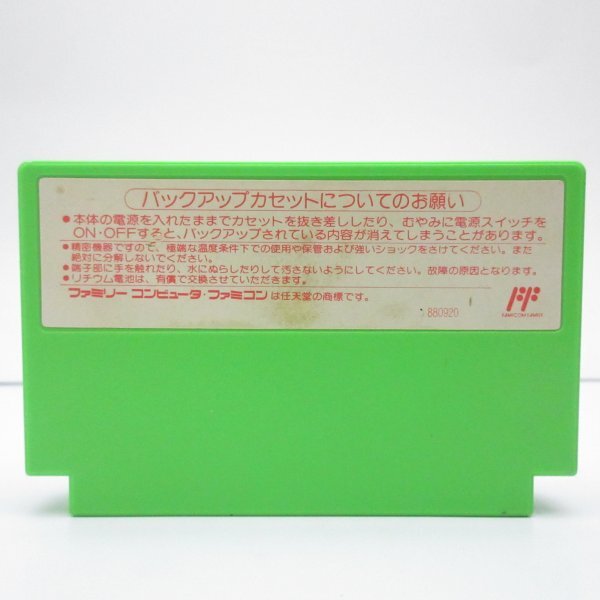 バックアップカセットについてのお願い
●本体の電源を入れたままでカセットを抜き差ししたり、むやみに電源スイッチを
ON・OFFすると、バックアップされている内容が消えてしまうことがあります。
●精密機器ですので、極端な温度条件下での使用や保管および強いショックをさけてください。また
絶対に分解しないでください。
●端子部に手を触れたり、水にぬらしたりして汚さないようにしてください。故障の原因となります。
●リチウム電池は、有償で交換させていただきます。
ファミリーコンピュータ・ファミコンは任天堂の商標です。
880920
FAMICOM FAMILY